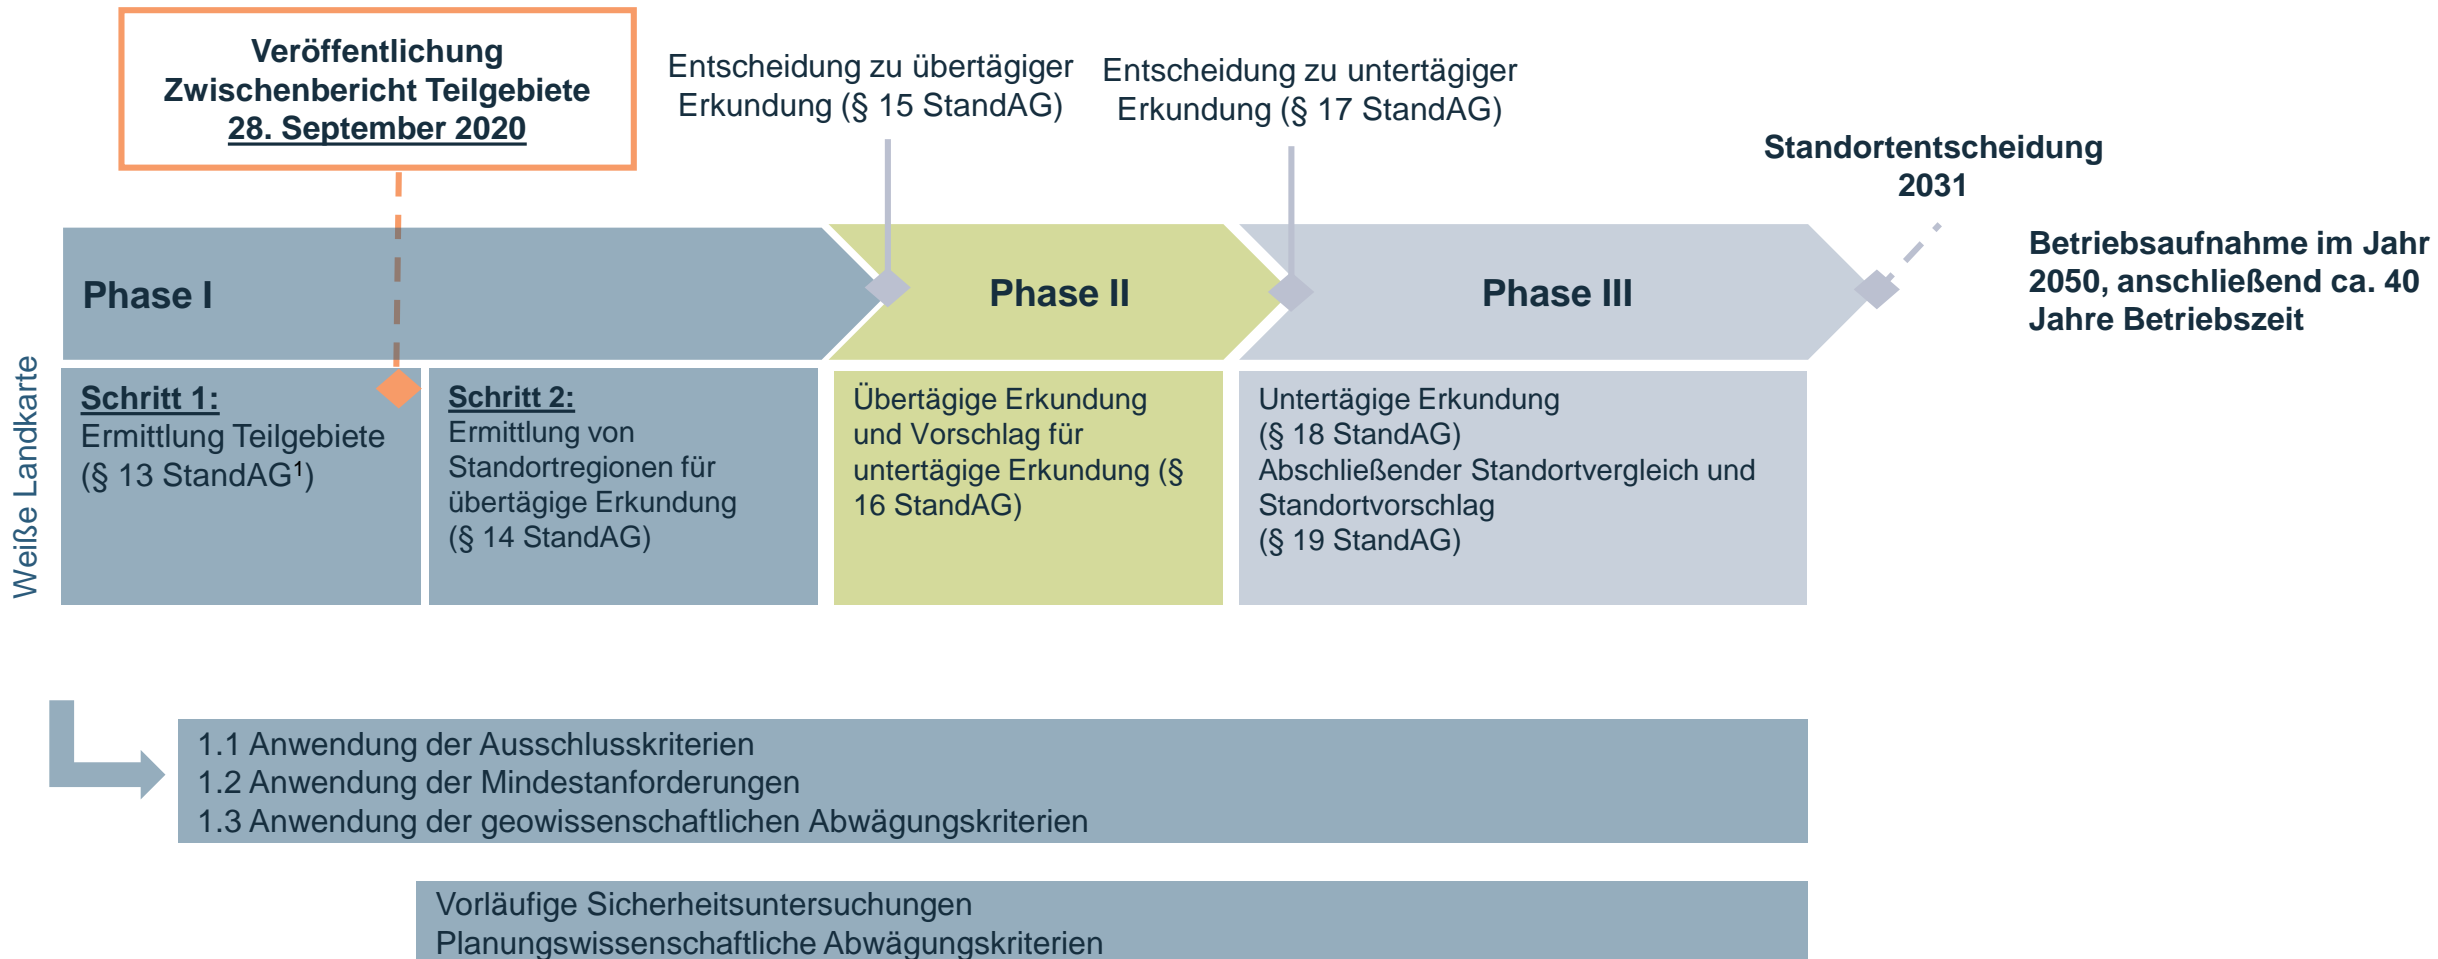 Veröffentlichung
Zwischenbericht Teilgebiete
28. September 2020
Entscheidung zu übertägiger
Erkundung (§ 15 StandAG)
Entscheidung zu untertägiger
Erkundung (§ 17 StandAG)
Standortentscheidung
2031
Betriebsaufnahme im Jahr
2050, anschließend ca. 40
Jahre Betriebszeit
Phase I
Phase II
Phase III
Weiße Landkarte
Schritt 1:
Ermittlung Teilgebiete
(§ 13 StandAG¹)
Schritt 2:
Ermittlung von
Standortregionen für
übertägige Erkundung
(§ 14 StandAG)
Übertägige Erkundung
und Vorschlag für
untertägige Erkundung (§
16 StandAG)
Untertägige Erkundung
(§ 18 StandAG)
Abschließender Standortvergleich und
Standortvorschlag
(§ 19 StandAG)
1.1 Anwendung der Ausschlusskriterien
1.2 Anwendung der Mindestanforderungen
1.3 Anwendung der geowissenschaftlichen Abwägungskriterien
Vorläufige Sicherheitsuntersuchungen
Planungswissenschaftliche Abwägungskriterien